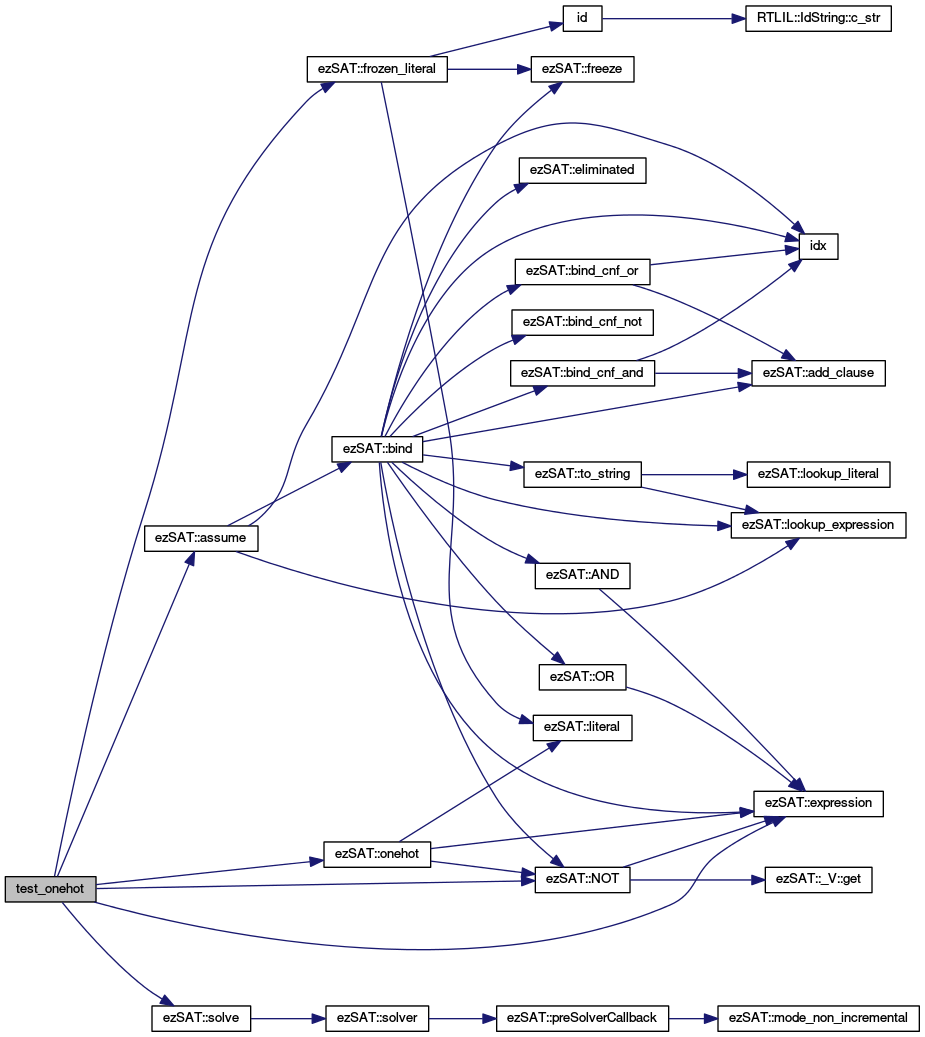 id
RTLIL::IdString::c_str
ezSAT::frozen_literal
ezSAT::freeze
ezSAT::eliminated
idx
ezSAT::bind_cnf_or
ezSAT::bind_cnf_not
ezSAT::bind_cnf_and
ezSAT::add_clause
ezSAT::bind
ezSAT::to_string
ezSAT::lookup_literal
ezSAT::lookup_expression
ezSAT::assume
ezSAT::AND
ezSAT::OR
ezSAT::literal
ezSAT::expression
ezSAT::onehot
ezSAT::NOT
ezSAT::_V::get
test_onehot
ezSAT::solve
ezSAT::solver
ezSAT::preSolverCallback
ezSAT::mode_non_incremental